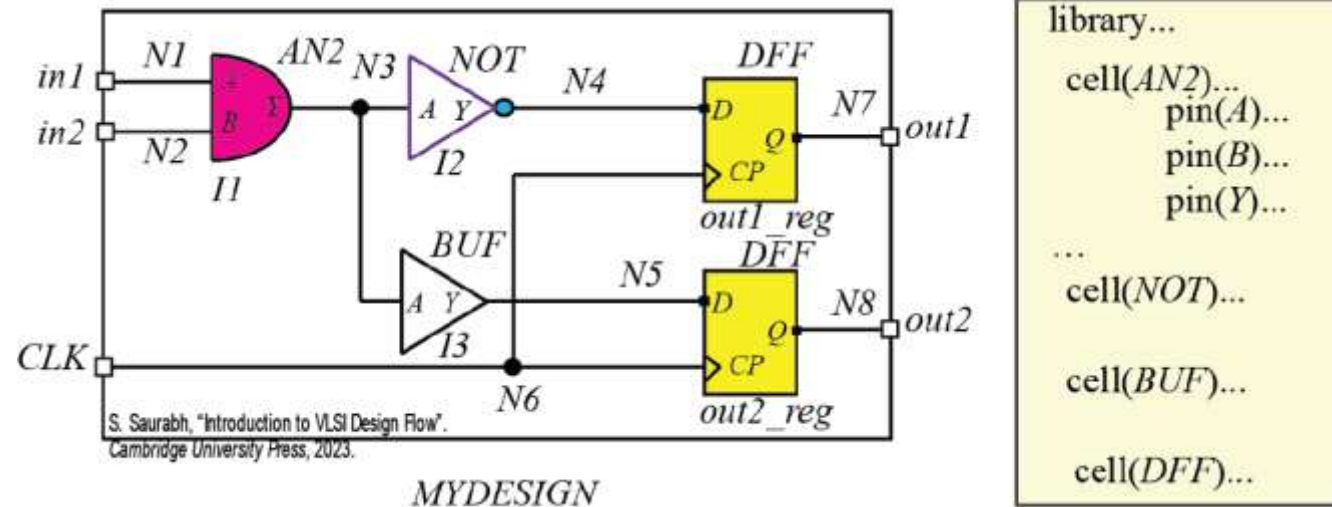 in1
N1
AN2
N3
NOT
N4
DFF
N7
out1
in2
N2
A
B
Y
I1
A Y
I2
D
Q
CP
out1_reg
BUF
A Y
I3
N5
DFF
D
Q
CP
out2_reg
N8
out2
CLK
N6
S. Saurabh, "Introduction to VLSI Design Flow".
Cambridge University Press, 2023.
MYDESIGN
library...
cell(AN2)...
pin(A)...
pin(B)...
pin(Y)...
...
cell(NOT)...
cell(BUF)...
cell(DFF)...